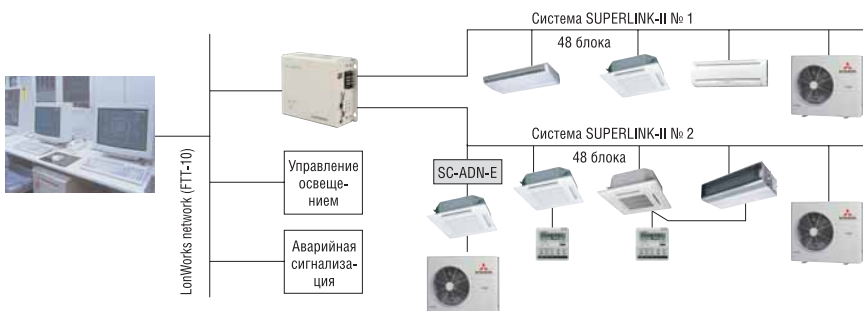 Система SUPERLINK-II № 1
48 блока
Система SUPERLINK-II № 2
48 блока
SC-ADN-E
LonWorks network (FTT-10)
Управление
освеще-
нием
Аварийная
сигнализа-
ция